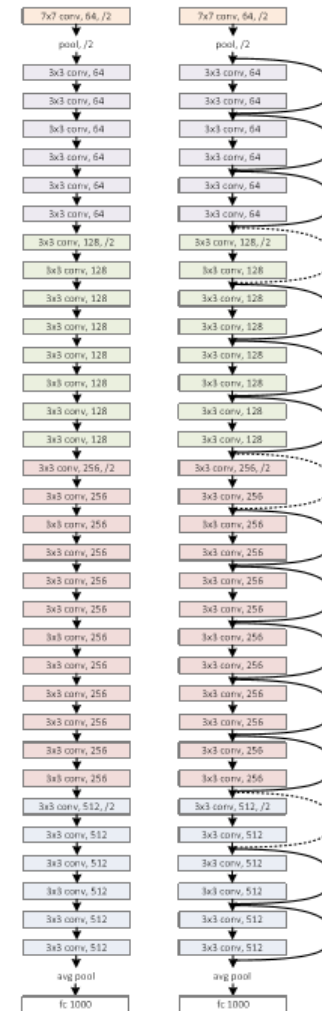 7x7 conv, 64, /2
pool, /2
3x3 conv, 64
3x3 conv, 64
3x3 conv, 64
3x3 conv, 64
3x3 conv, 64
3x3 conv, 64
3x3 conv, 128, /2
3x3 conv, 128
3x3 conv, 128
3x3 conv, 128
3x3 conv, 128
3x3 conv, 128
3x3 conv, 128
3x3 conv, 128
3x3 conv, 256, /2
3x3 conv, 256
3x3 conv, 256
3x3 conv, 256
3x3 conv, 256
3x3 conv, 256
3x3 conv, 256
3x3 conv, 256
3x3 conv, 256
3x3 conv, 256
3x3 conv, 256
3x3 conv, 256
3x3 conv, 512, /2
3x3 conv, 512
3x3 conv, 512
3x3 conv, 512
3x3 conv, 512
3x3 conv, 512
avg pool
fc 1000
7x7 conv, 64, /2
pool, /2
3x3 conv, 64
3x3 conv, 64
3x3 conv, 64
3x3 conv, 64
3x3 conv, 64
3x3 conv, 64
3x3 conv, 128, /2
3x3 conv, 128
3x3 conv, 128
3x3 conv, 128
3x3 conv, 128
3x3 conv, 128
3x3 conv, 128
3x3 conv, 128
3x3 conv, 256, /2
3x3 conv, 256
3x3 conv, 256
3x3 conv, 256
3x3 conv, 256
3x3 conv, 256
3x3 conv, 256
3x3 conv, 256
3x3 conv, 256
3x3 conv, 256
3x3 conv, 256
3x3 conv, 256
3x3 conv, 512, /2
3x3 conv, 512
3x3 conv, 512
3x3 conv, 512
3x3 conv, 512
3x3 conv, 512
avg pool
fc 1000